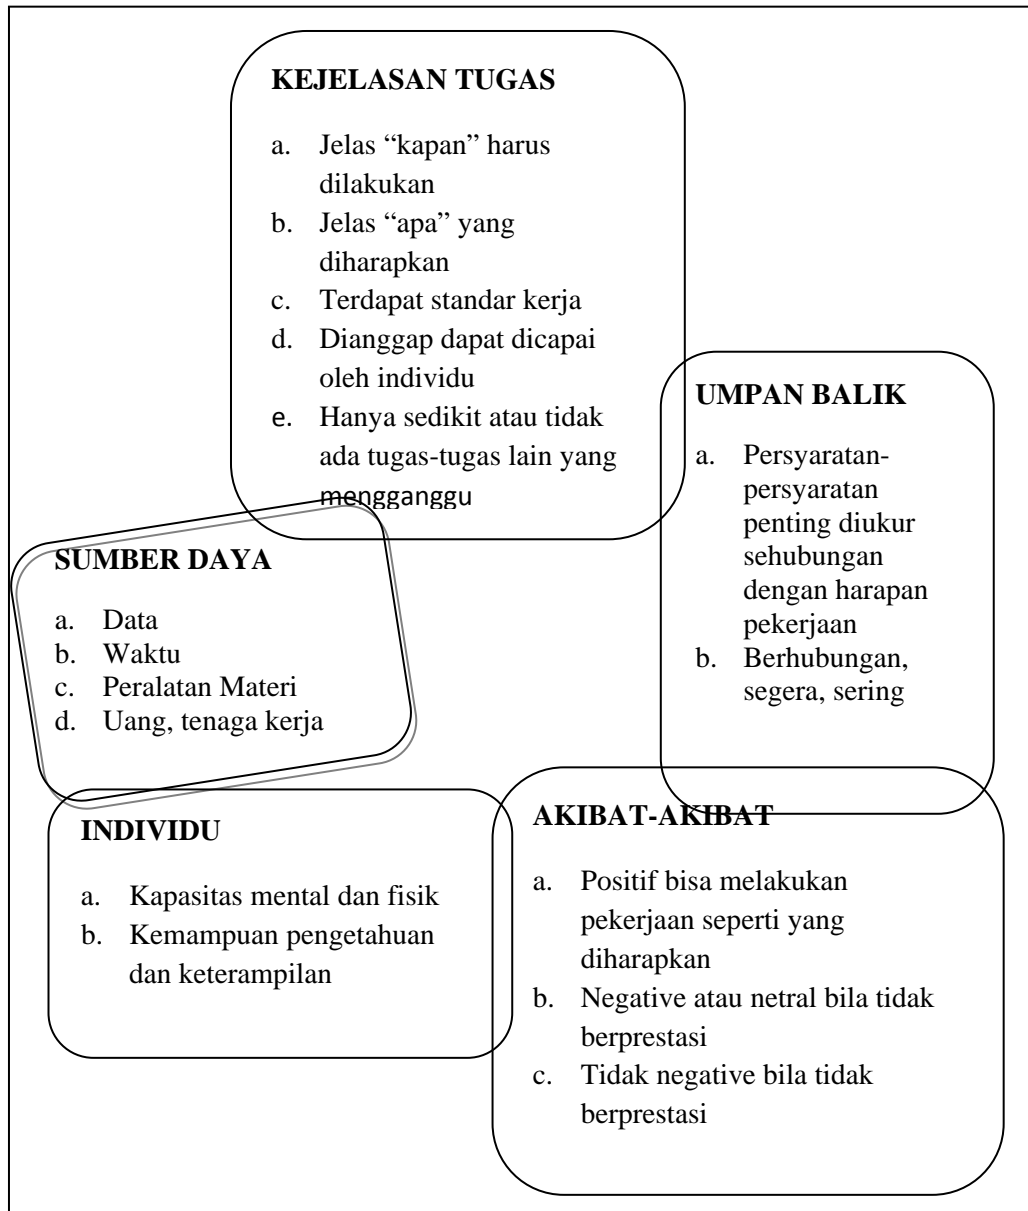 KEJELASAN TUGAS
a. Jelas “kapan” harus
dilakukan
b. Jelas “apa” yang
diharapkan
c. Terdapat standar kerja
d. Dianggap dapat dicapai
oleh individu
e. Hanya sedikit atau tidak
ada tugas-tugas lain yang
mengganggu
UMPAN BALIK
a. Persyaratan-
persyaratan
penting diukur
sehubungan
dengan harapan
pekerjaan
b. Berhubungan,
segera, sering
SUMBER DAYA
a. Data
b. Waktu
c. Peralatan Materi
d. Uang, tenaga kerja
INDIVIDU
a. Kapasitas mental dan fisik
b. Kemampuan pengetahuan
dan keterampilan
AKIBAT-AKIBAT
a. Positif bisa melakukan
pekerjaan seperti yang
diharapkan
b. Negative atau netral bila tidak
berprestasi
c. Tidak negative bila tidak
berprestasi